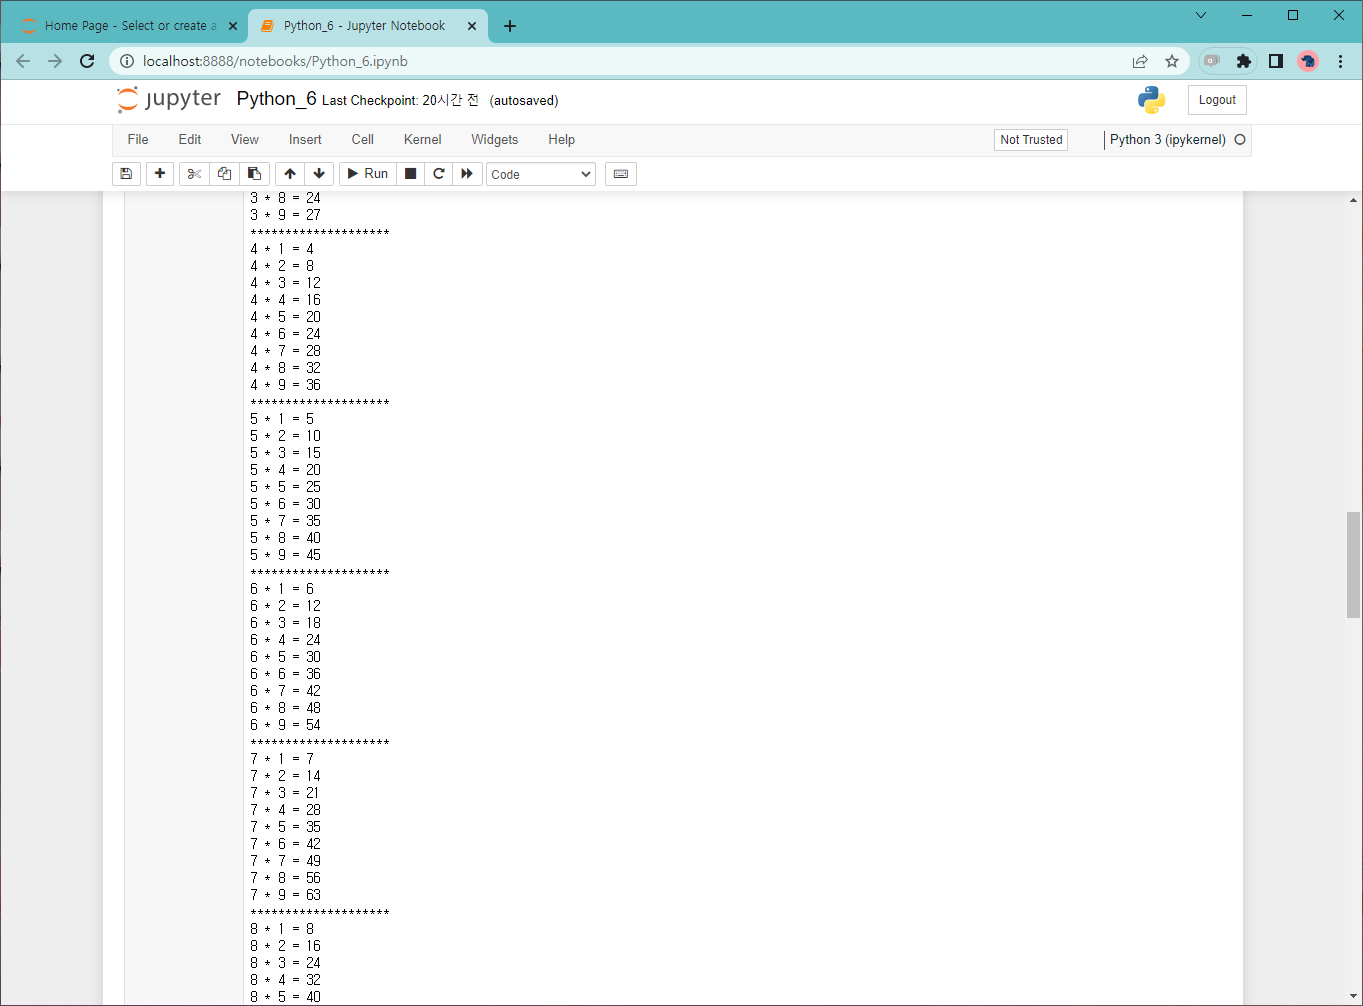 Home Page - Select or create a
Python_6 - Jupyter Notebook
localhost:8888/notebooks/Python_6.ipynb
jupyter Python_6 Last Checkpoint: 20시간 전 (autosaved)
Logout
File Edit View Insert Cell Kernel Widgets Help
Not Trusted
Python 3 (ipykernel)
Run
Code
3 * 8 = 24
3 * 9 = 27
********************
4 * 1 = 4
4 * 2 = 8
4 * 3 = 12
4 * 4 = 16
4 * 5 = 20
4 * 6 = 24
4 * 7 = 28
4 * 8 = 32
4 * 9 = 36
********************
5 * 1 = 5
5 * 2 = 10
5 * 3 = 15
5 * 4 = 20
5 * 5 = 25
5 * 6 = 30
5 * 7 = 35
5 * 8 = 40
5 * 9 = 45
********************
6 * 1 = 6
6 * 2 = 12
6 * 3 = 18
6 * 4 = 24
6 * 5 = 30
6 * 6 = 36
6 * 7 = 42
6 * 8 = 48
6 * 9 = 54
********************
7 * 1 = 7
7 * 2 = 14
7 * 3 = 21
7 * 4 = 28
7 * 5 = 35
7 * 6 = 42
7 * 7 = 49
7 * 8 = 56
7 * 9 = 63
********************
8 * 1 = 8
8 * 2 = 16
8 * 3 = 24
8 * 4 = 32
8 * 5 = 40